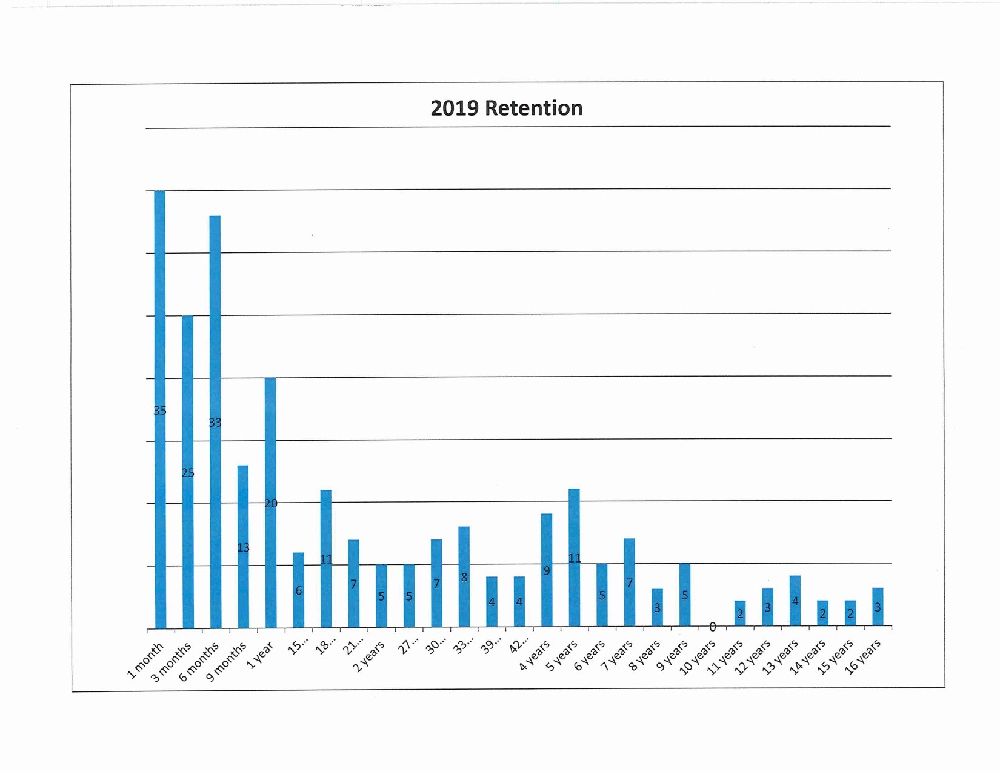 2019 Retention
35
25
33
13
20
6
11
7
5
5
7
8
4
4
9
11
5
7
3
5
0
2
3
4
2
2
3
1 month
3 months
6 months
9 months
1 year
15...
18...
21...
2 years
27...
30...
33...
39...
42...
4 years
5 years
6 years
7 years
8 years
9 years
10 years
11 years
12 years
13 years
14 years
15 years
16 years